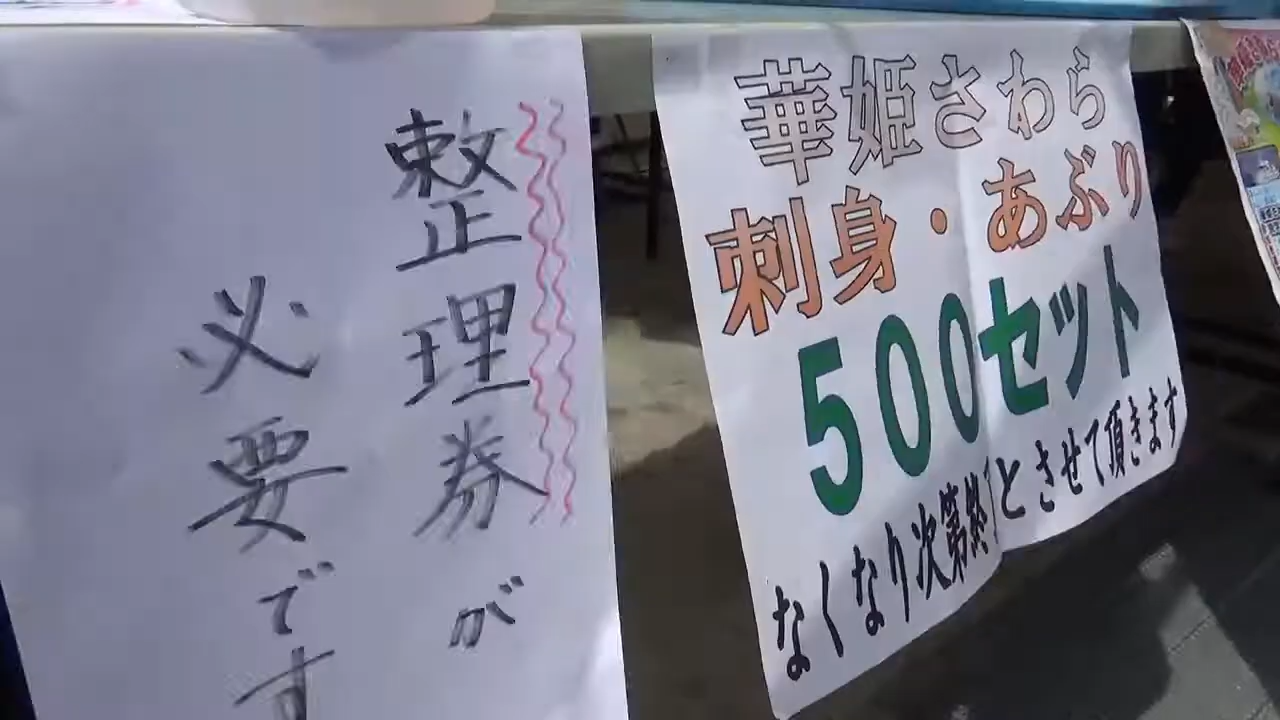 整理券が
必要です
華姫さわら
刺身・あぶり
500セット
なくなり次第終了とさせて頂きます